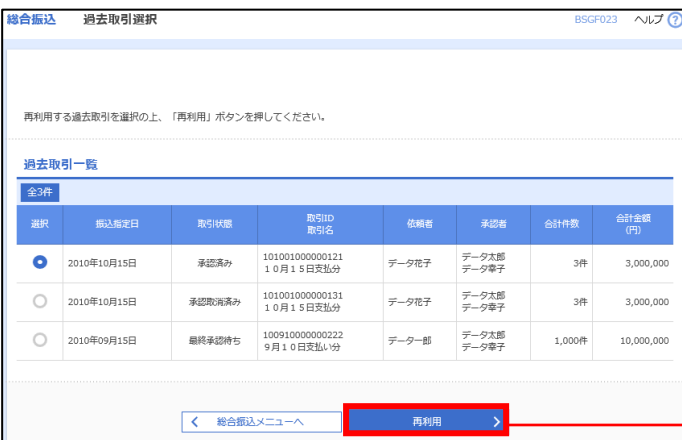 総合振込 過去取引選択 BSGF023 ヘルプ ?
再利用する過去取引を選択の上、「再利用」ボタンを押してください。
過去取引一覧
全3件
選択 振込指定日 取引状態 取引ID 取引名 依頼者 承認者 合計件数 合計金額 (円)
2010年10月15日 承認済み 101001000000121 データ花子 データ太郎 3件 3,000,000
10月15日支払分 データ幸子
2010年10月15日 承認取消済み 101001000000131 データ花子 データ太郎 3件 3,000,000
10月15日支払分 データ幸子
2010年09月15日 最終承認待ち 100910000000222 データ一郎 データ太郎 1,000件 10,000,000
9月10日支払い分 データ幸子
総合振込メニューへ 再利用